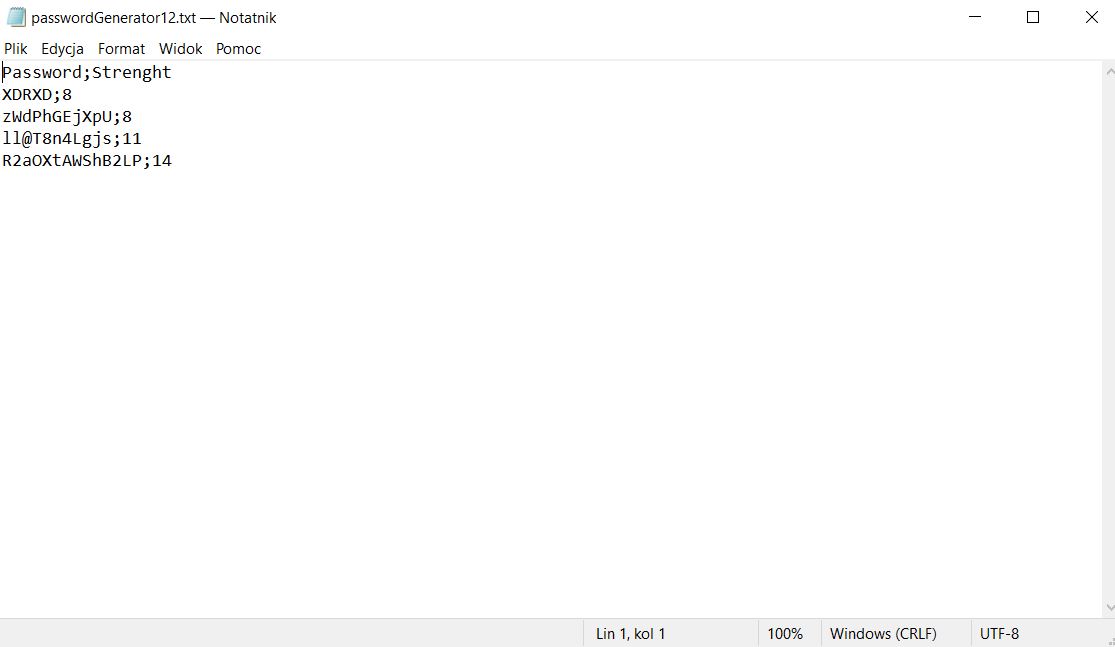 passwordGenerator12.txt — Notatnik
Plik Edycja Format Widok Pomoc
Password;Strenght
XDRXD;8
zWdPhGEjXpU;8
ll@T8n4Lgjs;11
R2aOXtAWShB2LP;14
Lin 1, kol 1 100% Windows (CRLF) UTF-8